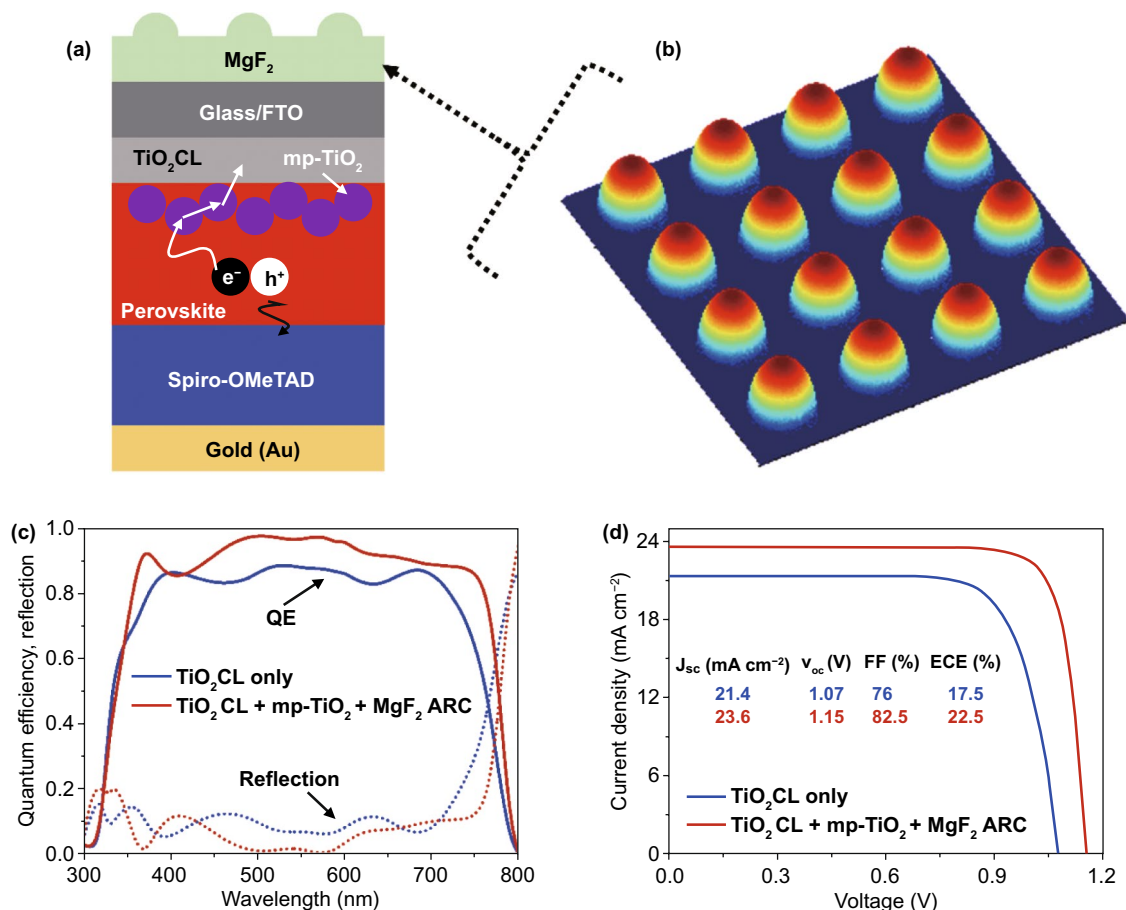 (a)
MgF₂
Glass/FTO
TiO₂CL
mp-TiO₂
e⁻
h⁺
Perovskite
Spiro-OMeTAD
Gold (Au)
(b)
(c)
Quantum efficiency, reflection
1.0
0.8
0.6
0.4
0.2
0.0
QE
TiO₂CL only
TiO₂ CL + mp-TiO₂ + MgF₂ ARC
Reflection
300 400 500 600 700 800
Wavelength (nm)
(d)
Current density (mA cm⁻²)
24
18
12
6
0
J_sc (mA cm⁻²) v_oc (V) FF (%) ECE (%)
21.4 1.07 76 17.5
23.6 1.15 82.5 22.5
TiO₂CL only
TiO₂ CL + mp-TiO₂ + MgF₂ ARC
0.0 0.3 0.6 0.9 1.2
Voltage (V)